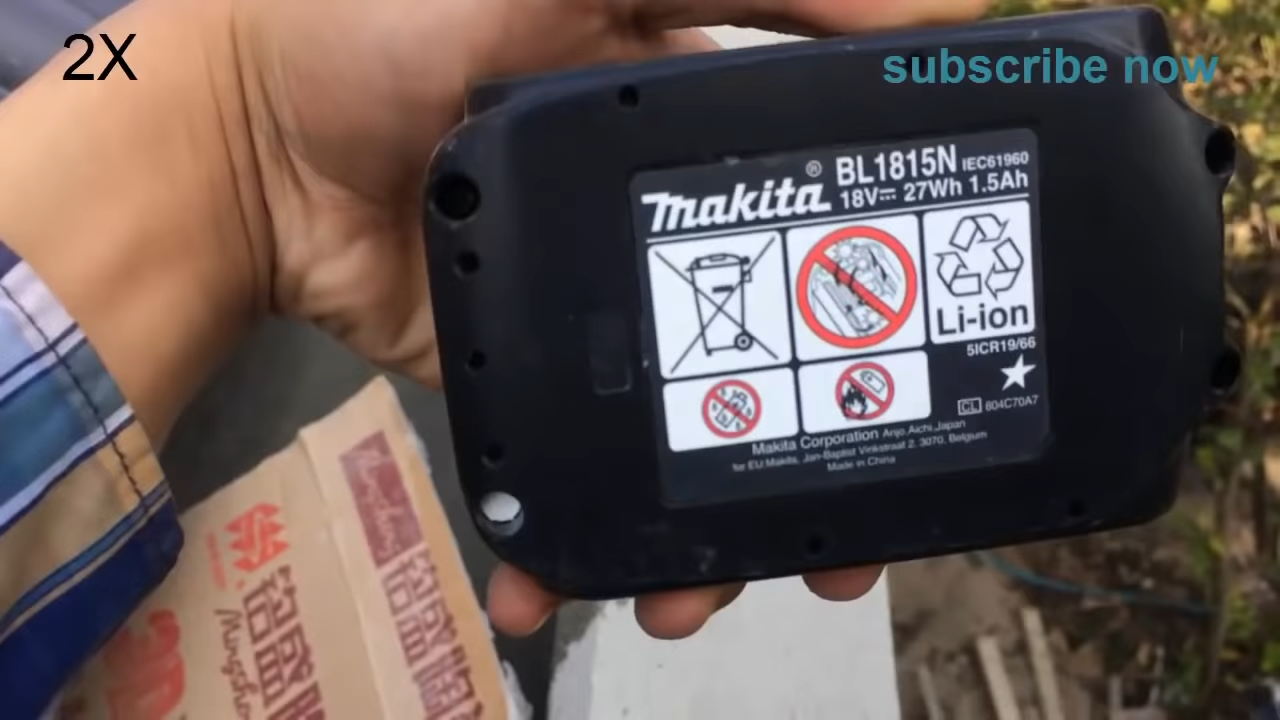 2X
subscribe now
makita®
BL1815N IEC61960
18V⎓ 27Wh 1.5Ah
Li-ion
5ICR19/66
CL 804C70A7
Makita Corporation Anjo, Aichi, Japan
for EU:Makita, Jan-Baptist Vinkstraat 2, 3070, Belgium
Made in China